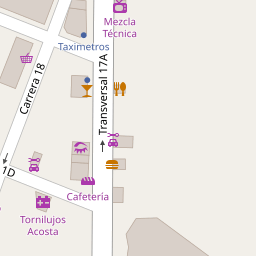 Mezcla
Técnica
Taximetros
Transversal 17A
Carrera 18
1D
Cafetería
Tornilujos
Acosta